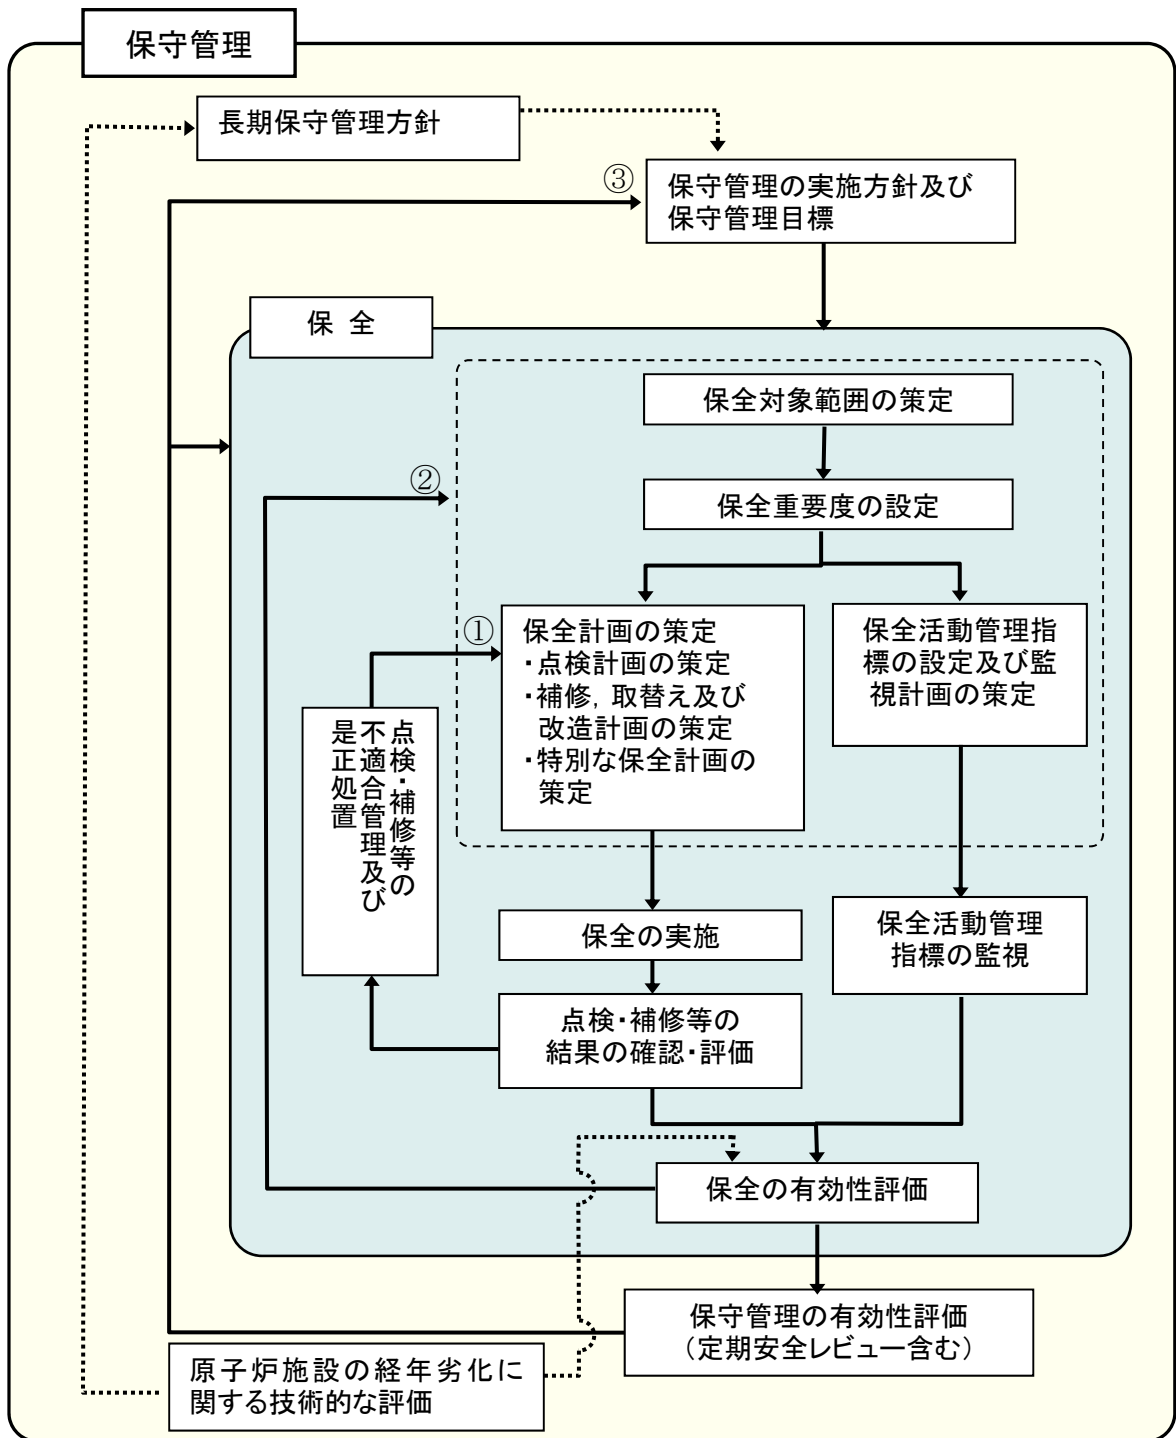 保守管理
長期保守管理方針
③
保守管理の実施方針及び
保守管理目標
保 全
保全対象範囲の策定
②
保全重要度の設定
①
保全計画の策定
・点検計画の策定
・補修，取替え及び
改造計画の策定
・特別な保全計画の
策定
保全活動管理指
標の設定及び監
視計画の策定
点検・補修等の
不適合管理及び
是正処置
保全の実施
保全活動管理
指標の監視
点検・補修等の
結果の確認・評価
保全の有効性評価
保守管理の有効性評価
（定期安全レビュー含む）
原子炉施設の経年劣化に
関する技術的な評価